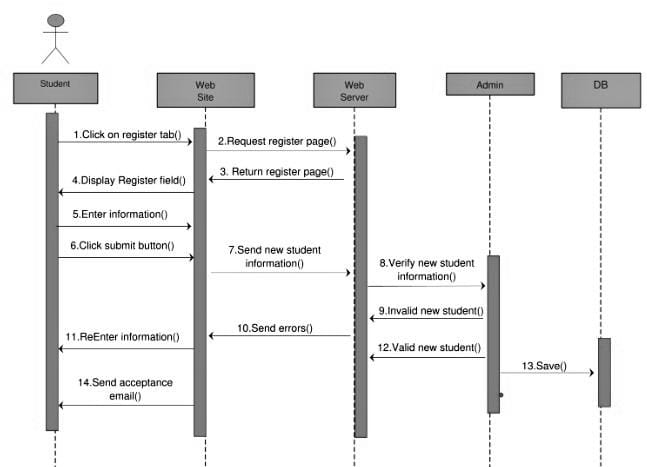 Student
Web
Site
Web
Server
Admin
DB
1.Click on register tab()
2.Request register page()
3. Return register page()
4.Display Register field()
5.Enter information()
6.Click submit button()
7.Send new student
information()
8.Verify new student
information()
9.Invalid new student()
10.Send errors()
11.ReEnter information()
12.Valid new student()
13.Save()
14.Send acceptance
email()